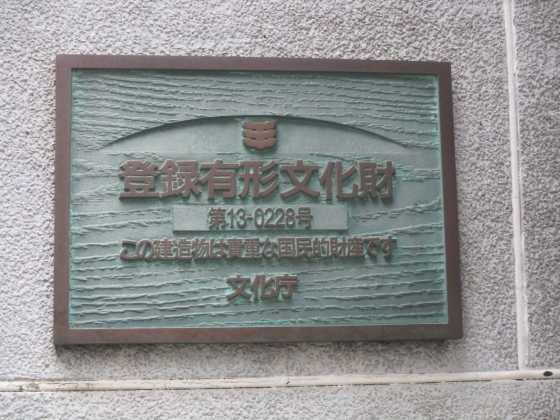 登録有形文化財
第13-0228号
この建造物は貴重な国民的財産です
文化庁